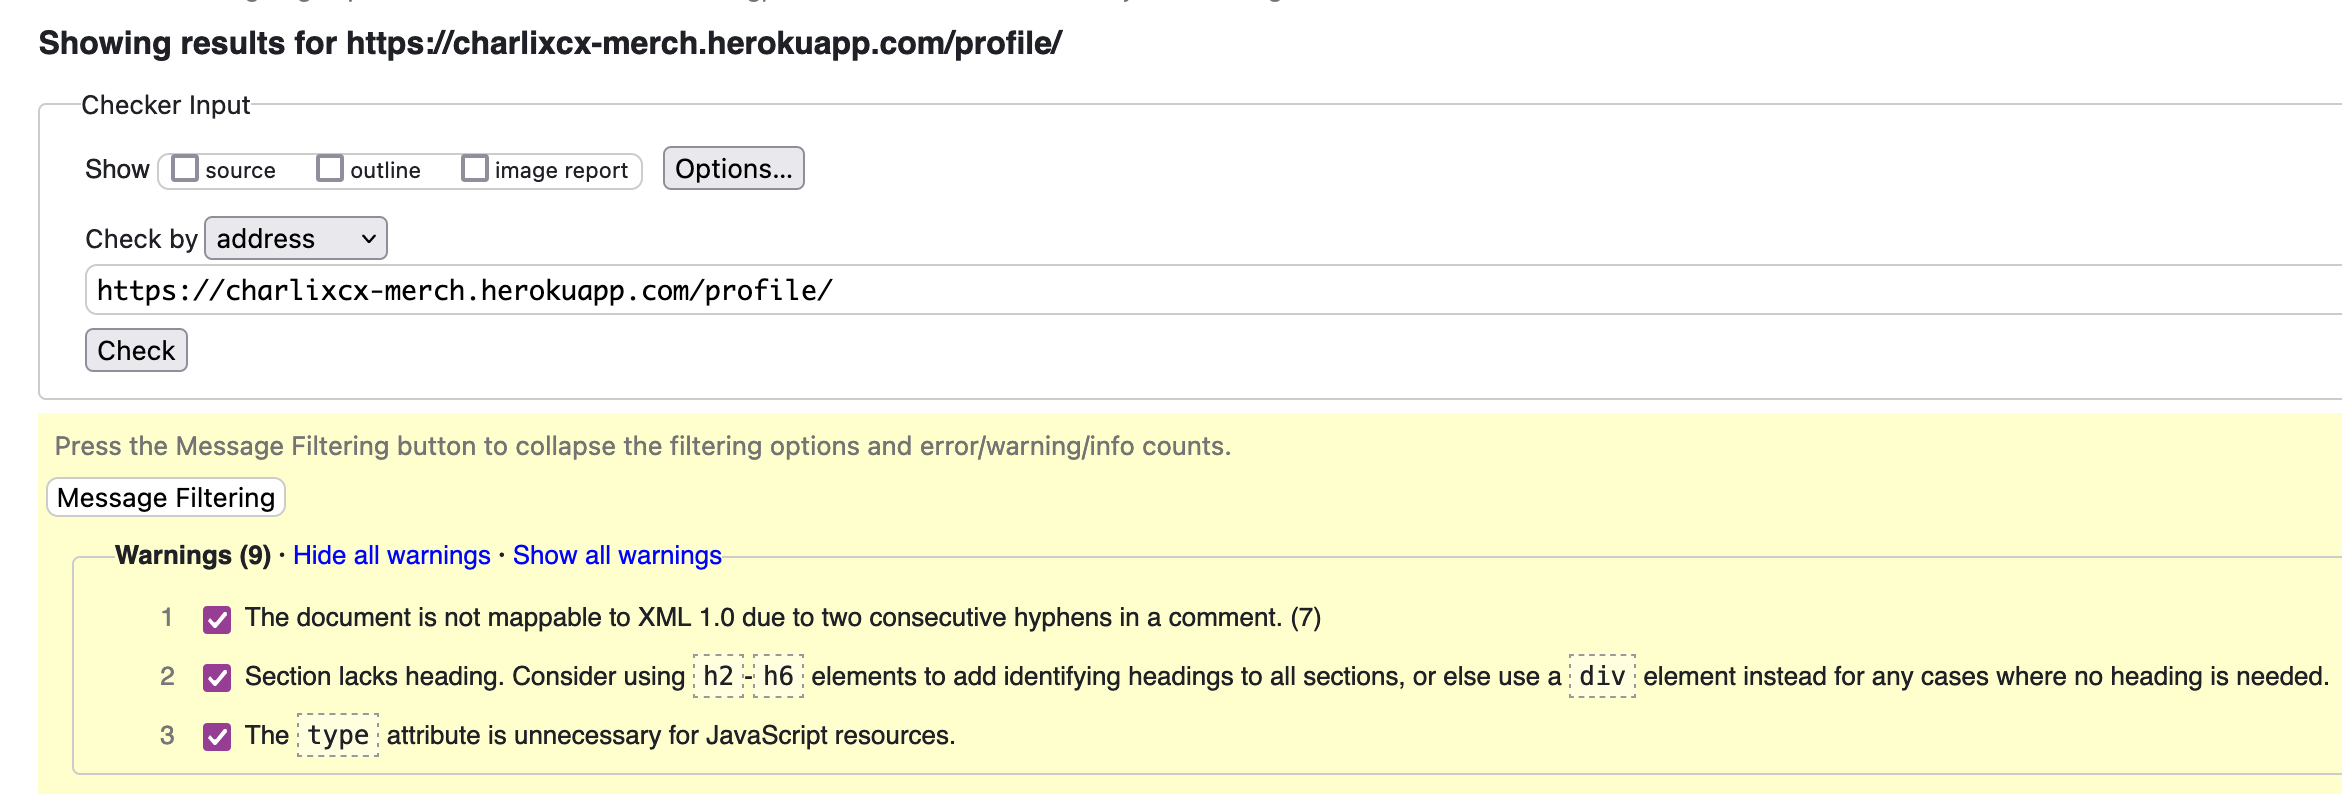 Showing results for https://charlixcx-merch.herokuapp.com/profile/
Checker Input
Show source outline image report Options...
Check by address
https://charlixcx-merch.herokuapp.com/profile/
Check
Press the Message Filtering button to collapse the filtering options and error/warning/info counts.
Message Filtering
Warnings (9) · Hide all warnings · Show all warnings
1 The document is not mappable to XML 1.0 due to two consecutive hyphens in a comment. (7)
2 Section lacks heading. Consider using h2-h6 elements to add identifying headings to all sections, or else use a div element instead for any cases where no heading is needed.
3 The type attribute is unnecessary for JavaScript resources.